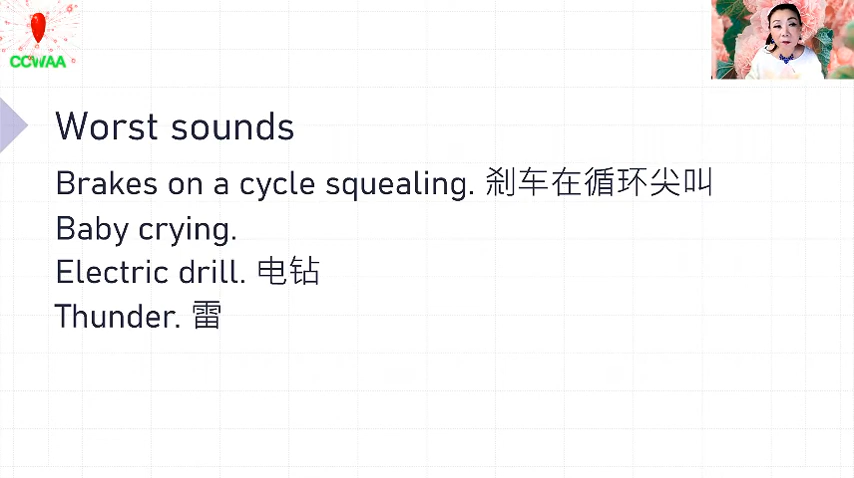 CCWAA
Worst sounds
Brakes on a cycle squealing. 刹车在循环尖叫
Baby crying.
Electric drill. 电钻
Thunder. 雷